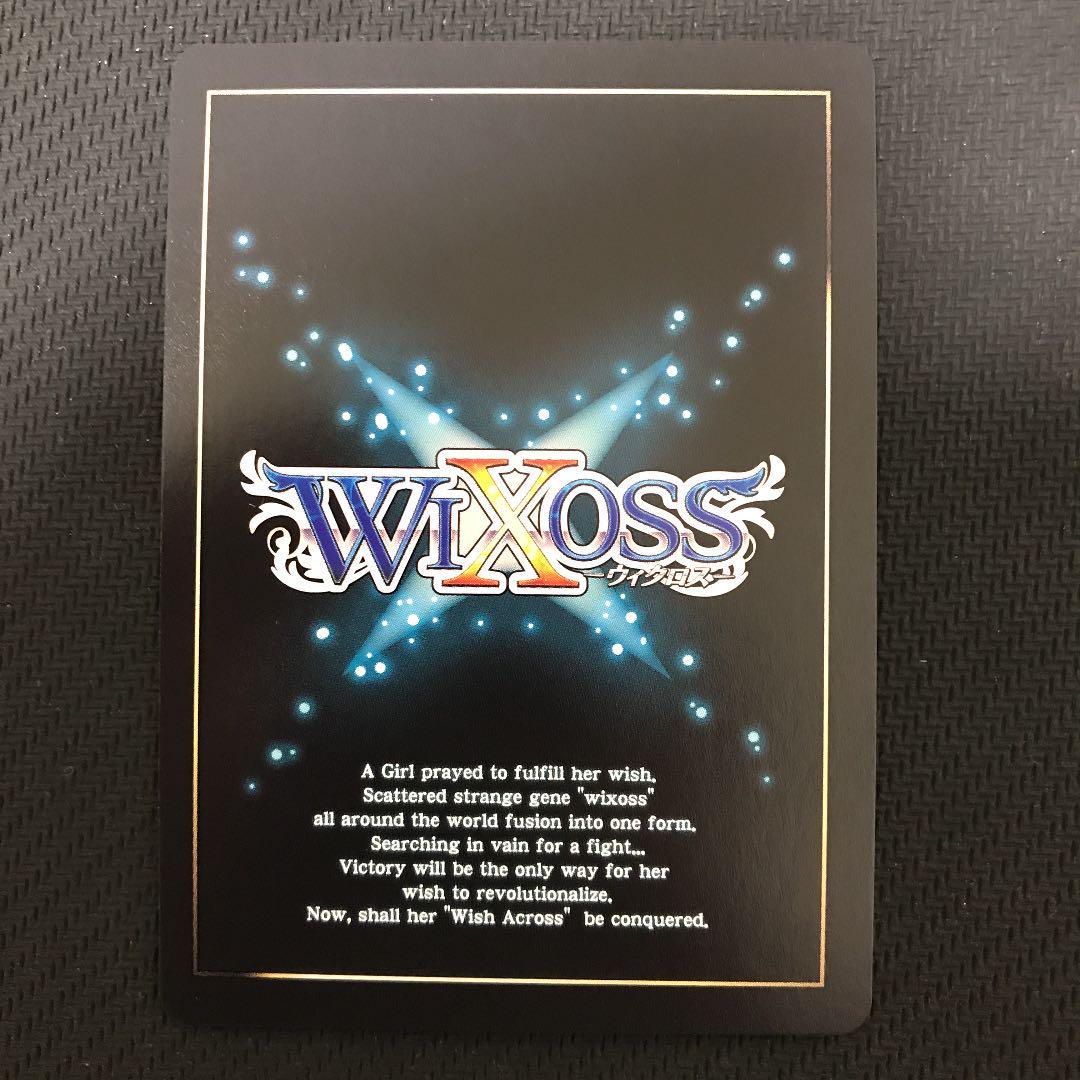 WIXOSS
—ウィクロス—
A Girl prayed to fulfill her wish.
Scattered strange gene "wixoss"
all around the world fusion into one form.
Searching in vain for a fight...
Victory will be the only way for her
wish to revolutionalize.
Now, shall her "Wish Across" be conquered.